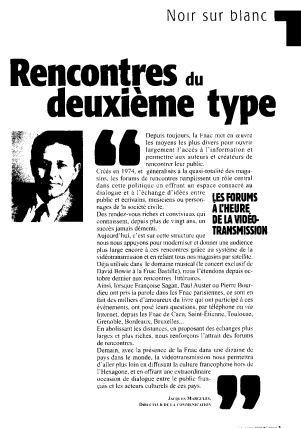 Noir sur blanc
Rencontres du
deuxième type
Depuis toujours, la Fnac met en œuvre
les moyens les plus divers pour ouvrir
largement l'accès à l'information et
permettre aux auteurs et créateurs de
rencontrer leur public.
Créés en 1974, et généralisés à la quasi-totalité des maga-
sins, les forums de rencontres remplissent un rôle central
dans cette politique en offrant un espace consacré au
dialogue et à l'échange d'idées entre
public et écrivains, musiciens ou person-
nages de la société civile.
Des rendez-vous riches et conviviaux qui
connaissent, depuis plus de vingt ans, un
succès jamais démenti.
LES FORUMS
À L'HEURE
DE LA VIDÉO-
TRANSMISSION
Aujourd'hui, c'est sur cette structure que
nous nous appuyons pour moderniser et donner une audience
plus large encore à ces rencontres grâce au système de la
vidéotransmission et en reliant tous nos magasins par satellite.
Déjà utilisée dans le domaine musical (le concert exclusif de
David Bowie à la Fnac Bastille), nous l'étendons depuis oc-
tobre dernier aux rencontres littéraires.
Ainsi, lorsque Françoise Sagan, Paul Auster ou Pierre Bour-
dieu ont pris la parole dans les Fnac parisiennes, ce sont en
fait des milliers d'amoureux du livre qui ont participé à ces
événements, ont posé leurs questions, par téléphone ou via
Internet, depuis les Fnac de Caen, Saint-Étienne, Toulouse,
Grenoble, Bordeaux, Bruxelles...
En abolissant les distances, en proposant des échanges plus
larges et plus riches, nous renforçons l'attrait des forums
de rencontres.
Demain, avec la présence de la Fnac dans une dizaine de
pays dans le monde, la vidéotransmission nous permettra
d'aller plus loin en diffusant la culture francophone hors de
l'Hexagone, et en offrant une extraordinaire
occasion de dialogue entre le public fran-
çais et les acteurs culturels de ces pays.
JACQUES MARGULÈS,
DIRECTEUR DE LA COMMUNICATION